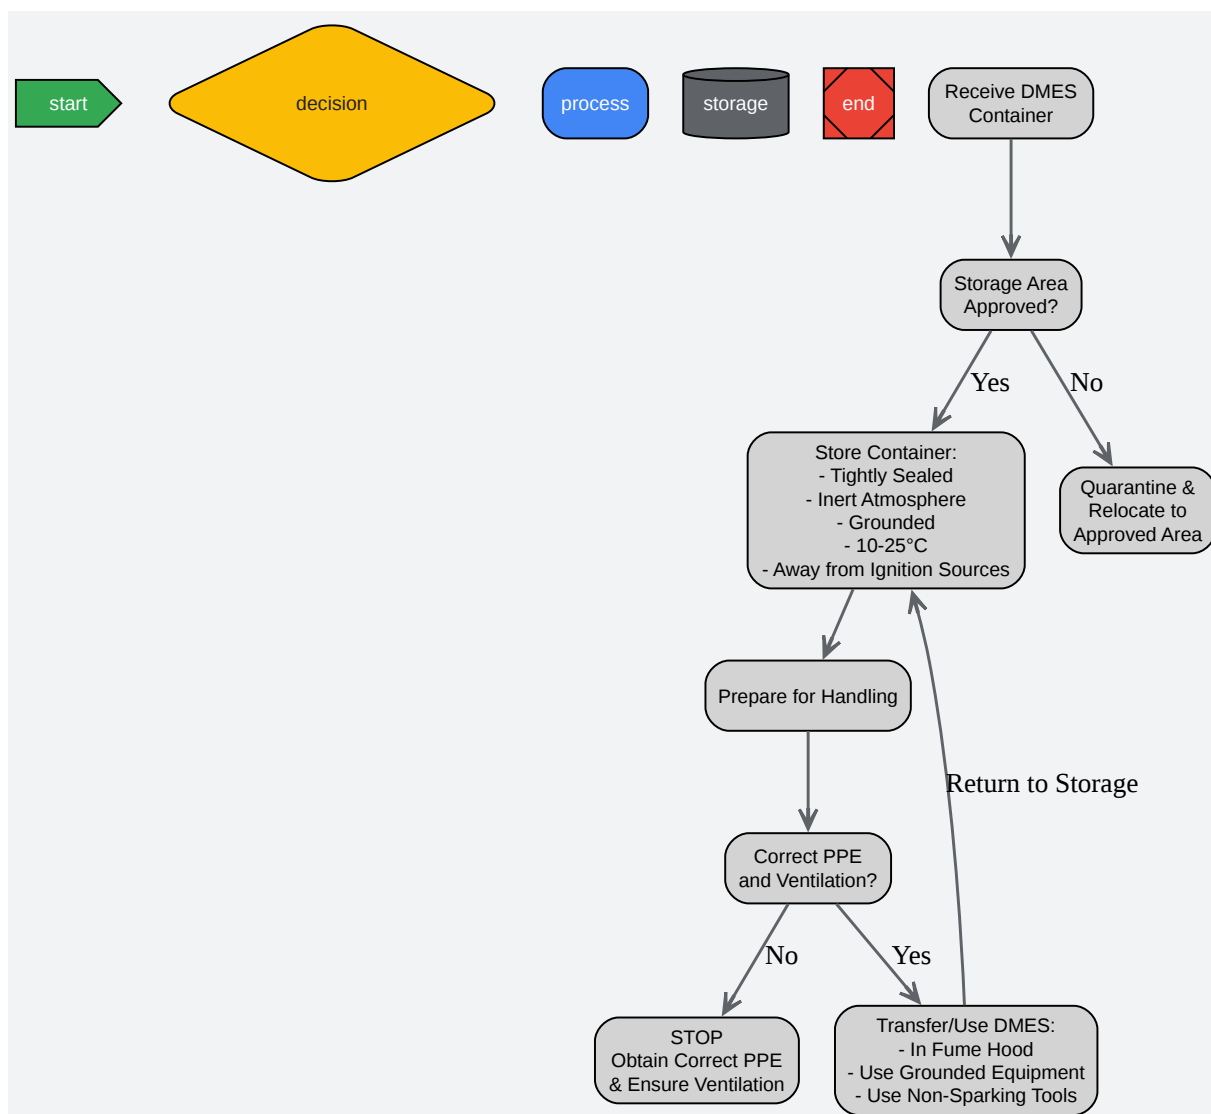 start
decision
process
storage
end
Receive DMES
Container
Storage Area
Approved?
Yes
No
Store Container:
- Tightly Sealed
- Inert Atmosphere
- Grounded
- 10-25°C
- Away from Ignition Sources
Quarantine &
Relocate to
Approved Area
Prepare for Handling
Return to Storage
Correct PPE
and Ventilation?
No
Yes
STOP
Obtain Correct PPE
& Ensure Ventilation
Transfer/Use DMES:
- In Fume Hood
- Use Grounded Equipment
- Use Non-Sparking Tools